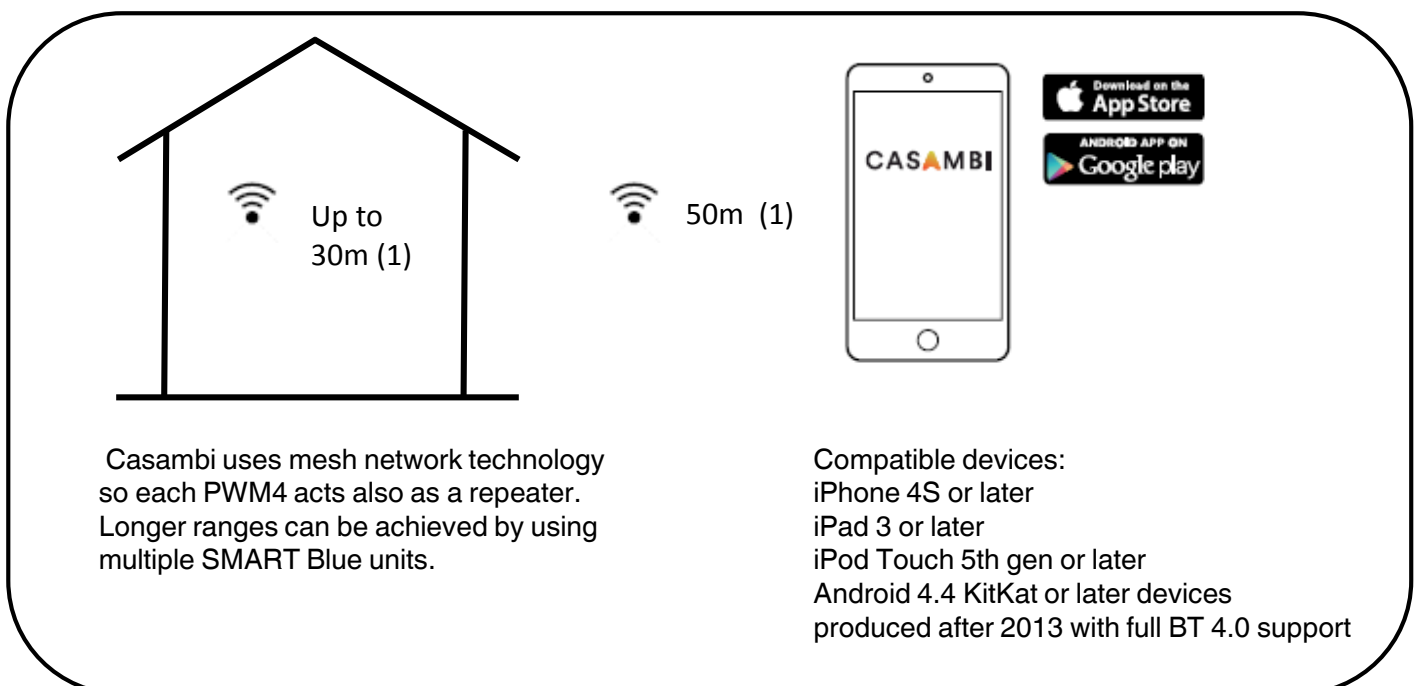 Up to
30m (1)
50m (1)
CASAMBI
Download on the
App Store
ANDROID APP ON
Google play
Casambi uses mesh network technology
so each PWM4 acts also as a repeater.
Longer ranges can be achieved by using
multiple SMART Blue units.
Compatible devices:
iPhone 4S or later
iPad 3 or later
iPod Touch 5th gen or later
Android 4.4 KitKat or later devices
produced after 2013 with full BT 4.0 support